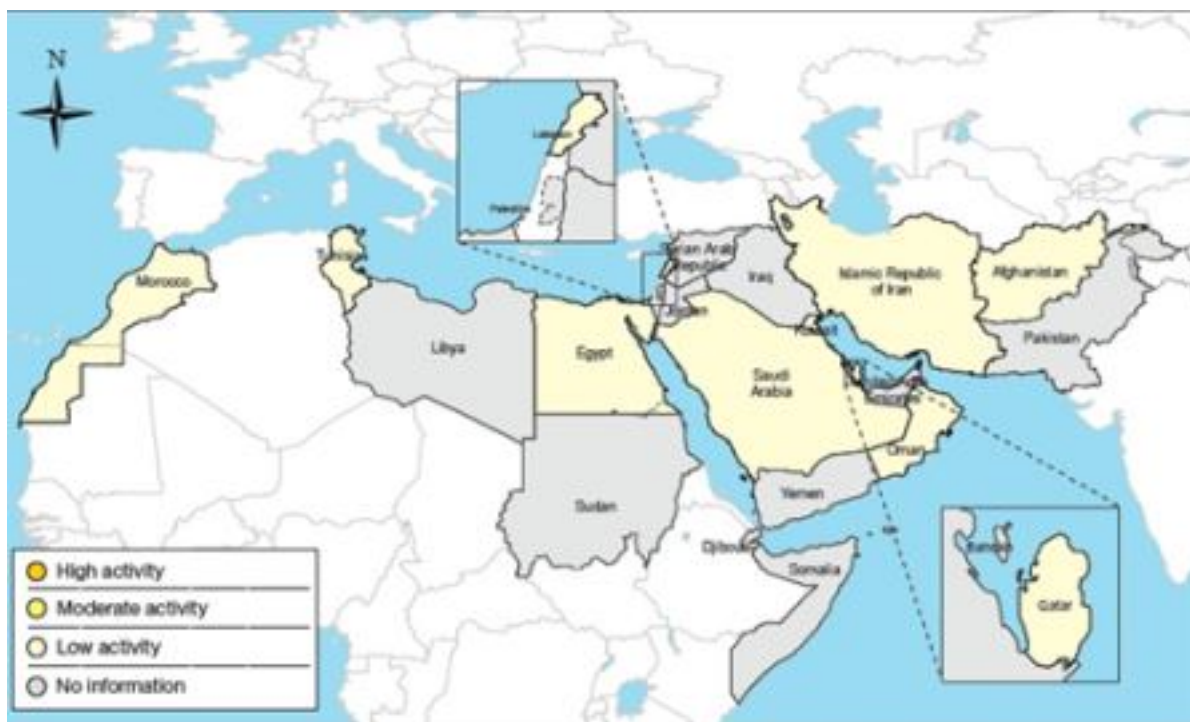 N
Lebanon
Palestine
Morocco
Tunisia
Libya
Egypt
Sudan
Syrian Arab
Republic
Iraq
Jordan
Kuwait
Saudi
Arabia
Islamic Republic
of Iran
Afghanistan
Pakistan
Emirates
Oman
Yemen
Djibouti
Somalia
Bahrain
Qatar
High activity
Moderate activity
Low activity
No information